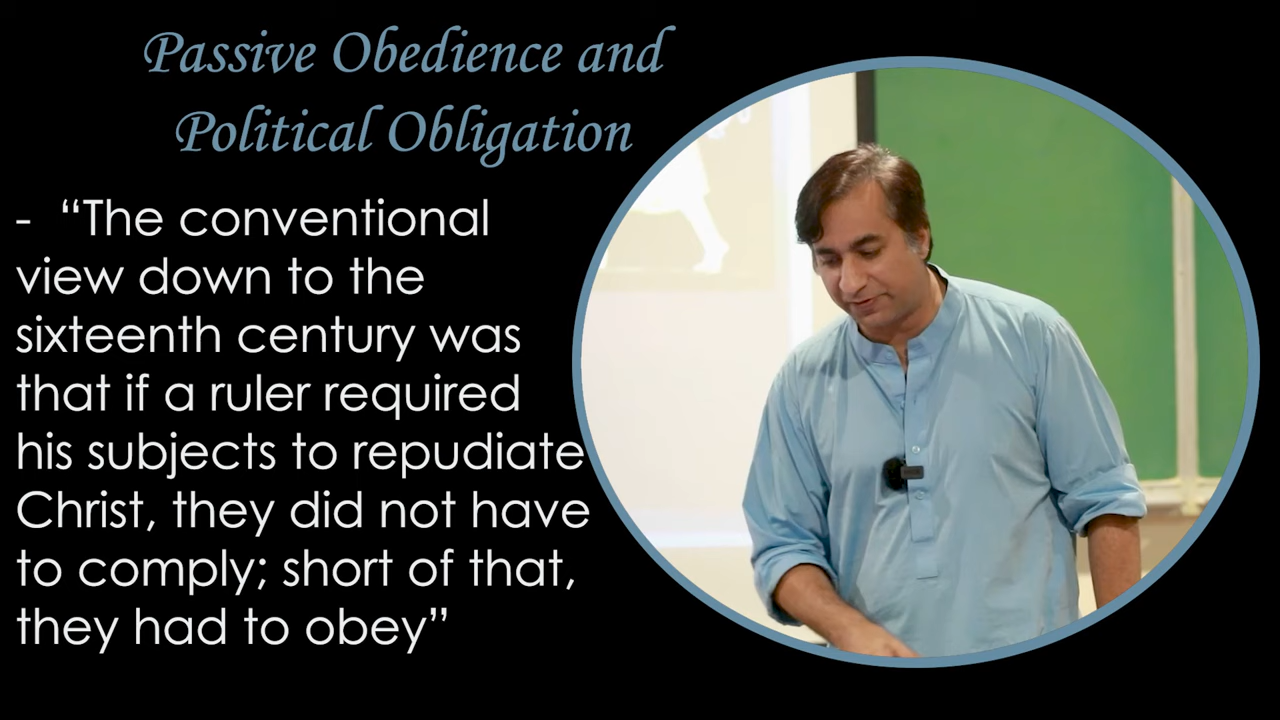 Passive Obedience and
Political Obligation
- “The conventional
view down to the
sixteenth century was
that if a ruler required
his subjects to repudiate
Christ, they did not have
to comply; short of that,
they had to obey”